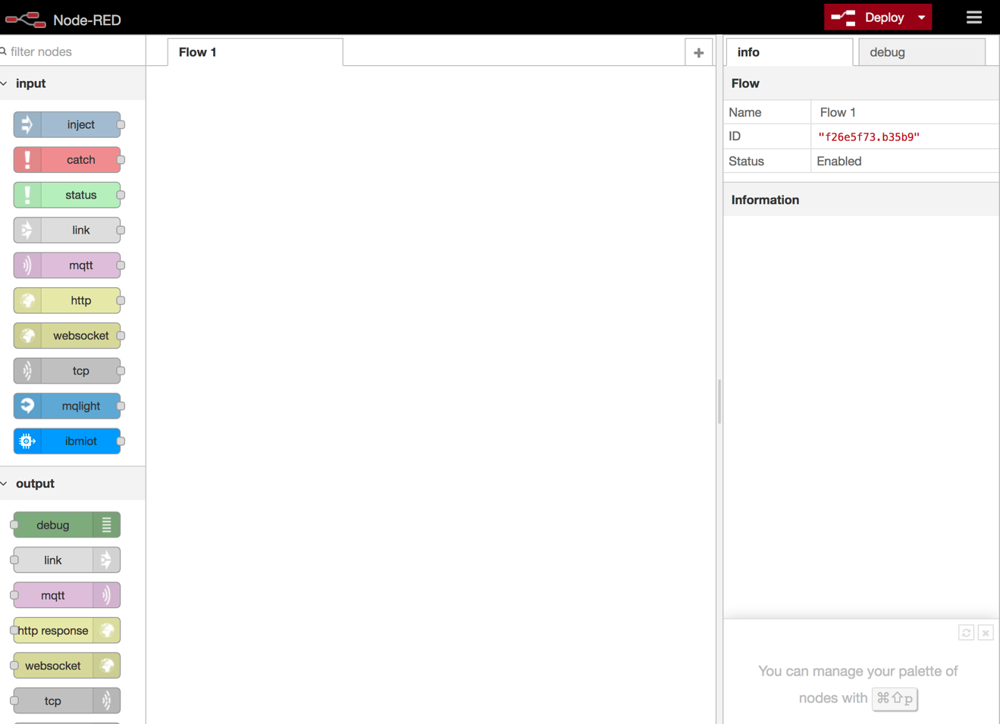 Node-RED
Deploy
filter nodes
Flow 1
+
info
debug
input
inject
catch
status
link
mqtt
http
websocket
tcp
mqlight
ibmiot
output
debug
link
mqtt
http response
websocket
tcp
Flow
Name Flow 1
ID "f26e5f73.b35b9"
Status Enabled
Information
You can manage your palette of
nodes with ⌘⇧p